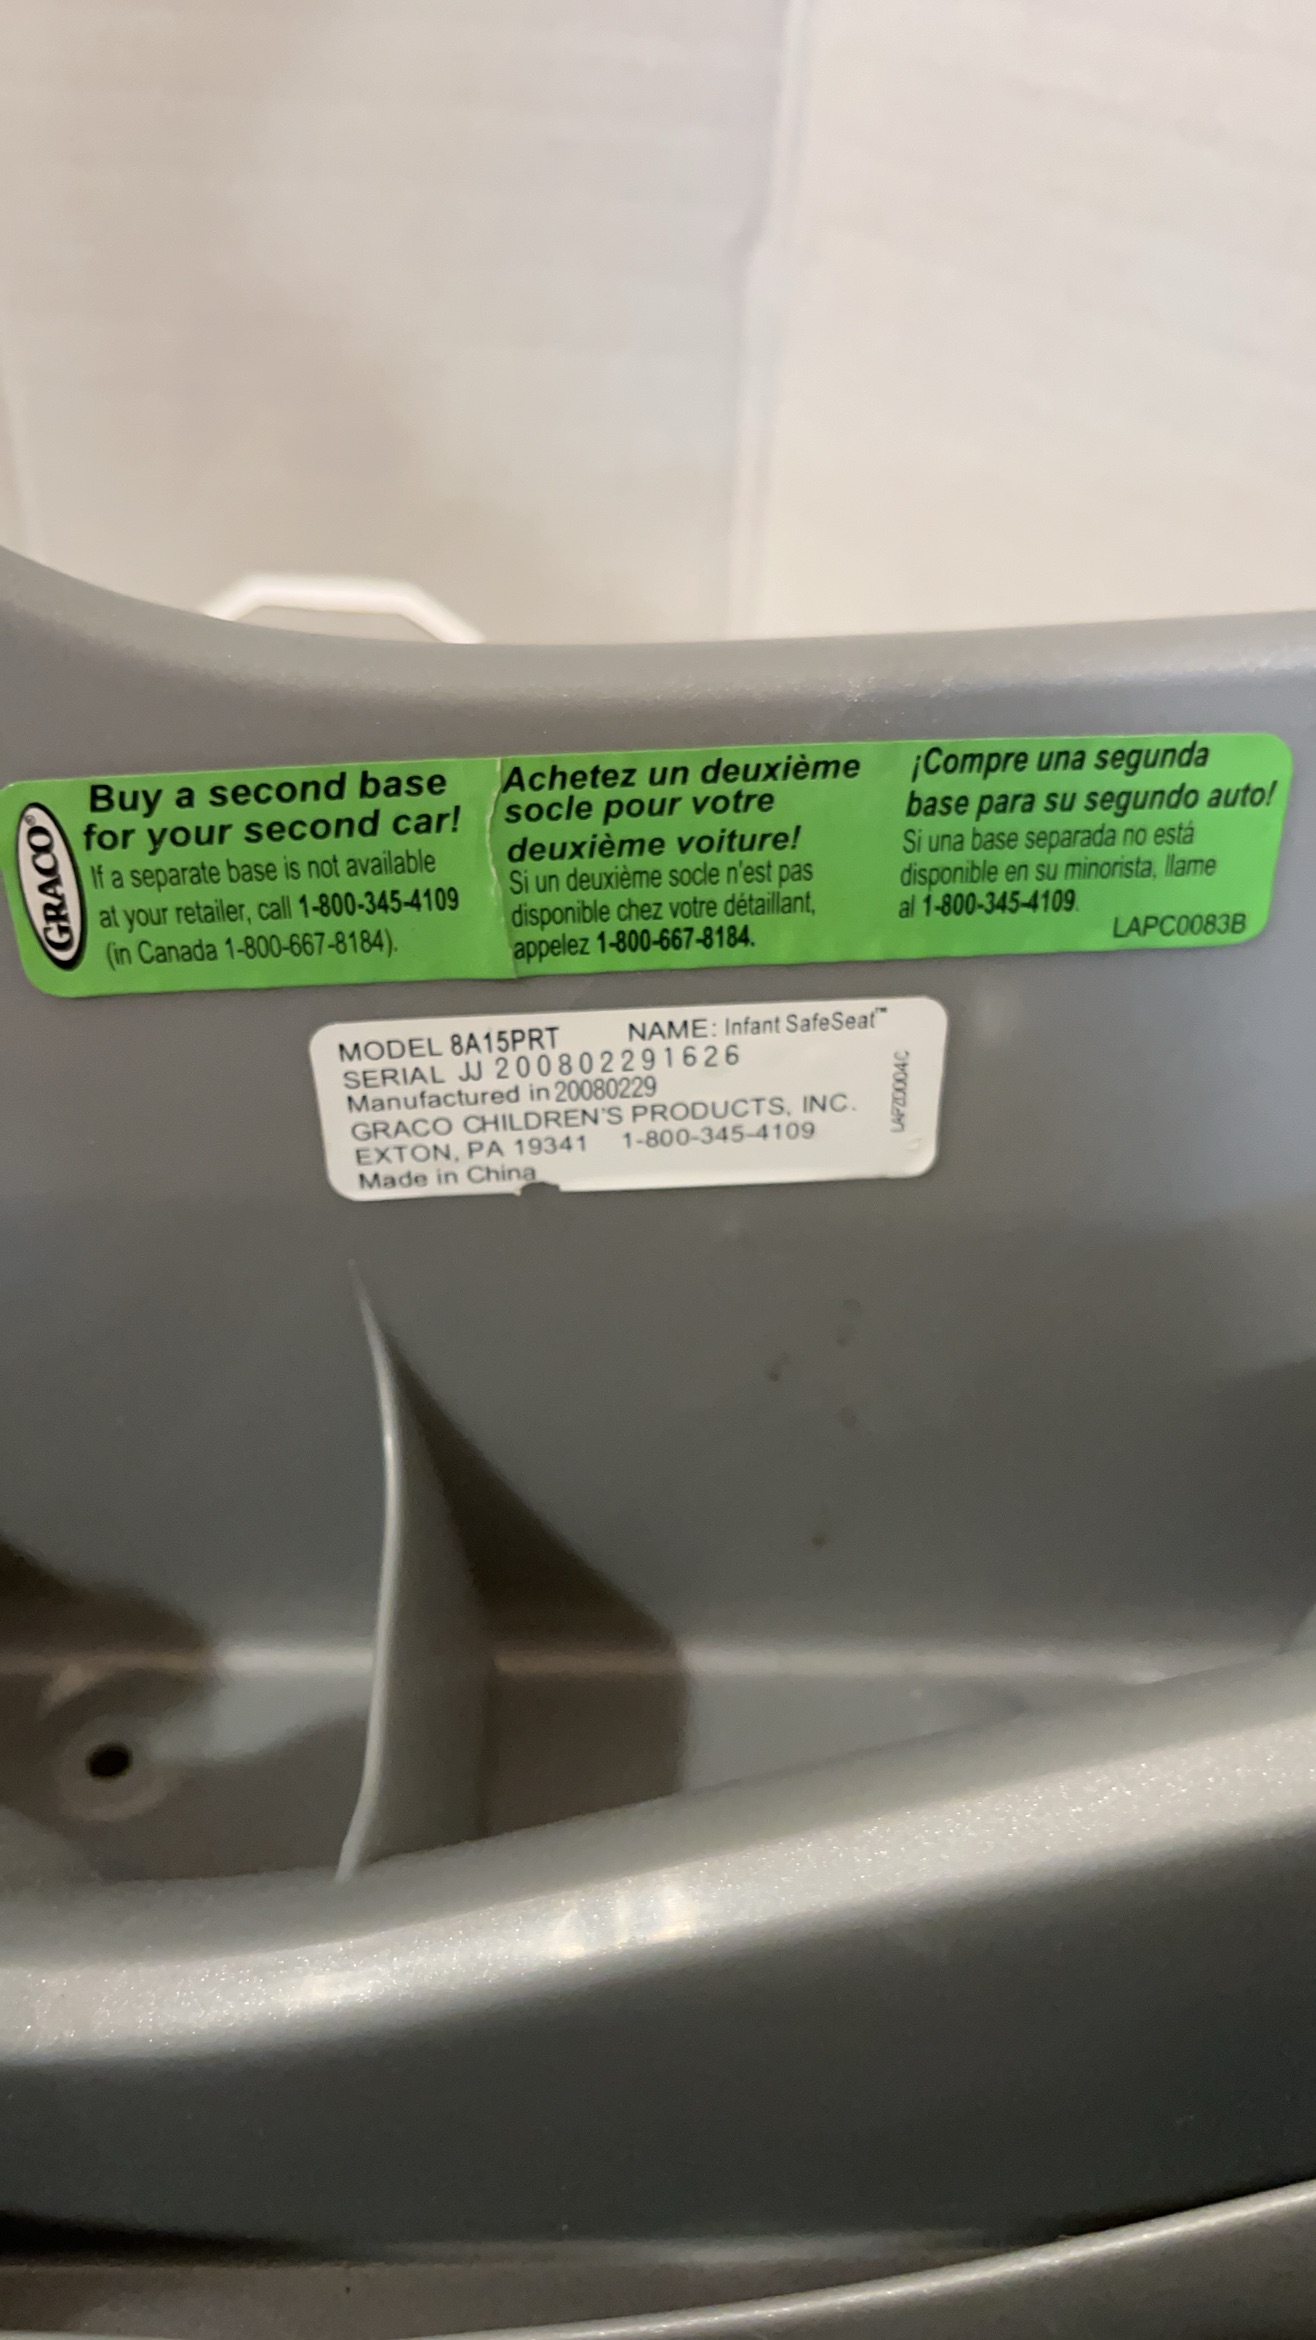 GRACO®
Buy a second base
for your second car!
If a separate base is not available
at your retailer, call 1-800-345-4109
(in Canada 1-800-667-8184).
Achetez un deuxième
socle pour votre
deuxième voiture!
Si un deuxième socle n'est pas
disponible chez votre détaillant,
appelez 1-800-667-8184.
¡Compre una segunda
base para su segundo auto!
Si una base separada no está
disponible en su minorista, llame
al 1-800-345-4109.
LAPC0083B
MODEL 8A15PRT NAME: Infant SafeSeat™
SERIAL JJ 200802291626
Manufactured in 20080229
GRACO CHILDREN'S PRODUCTS, INC.
EXTON, PA 19341 1-800-345-4109
Made in China
LAPZ0004C